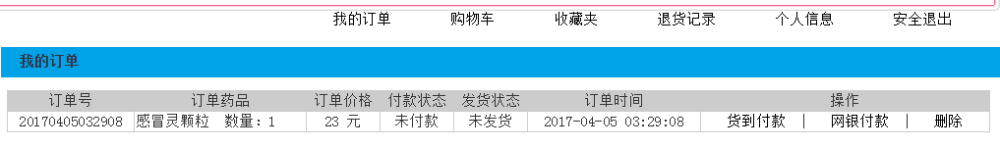 我的订单 购物车 收藏夹 退货记录 个人信息 安全退出
我的订单
订单号 订单药品 订单价格 付款状态 发货状态 订单时间 操作
20170405032908 感冒灵颗粒 数量：1 23 元 未付款 未发货 2017-04-05 03:29:08 货到付款 | 网银付款 | 删除